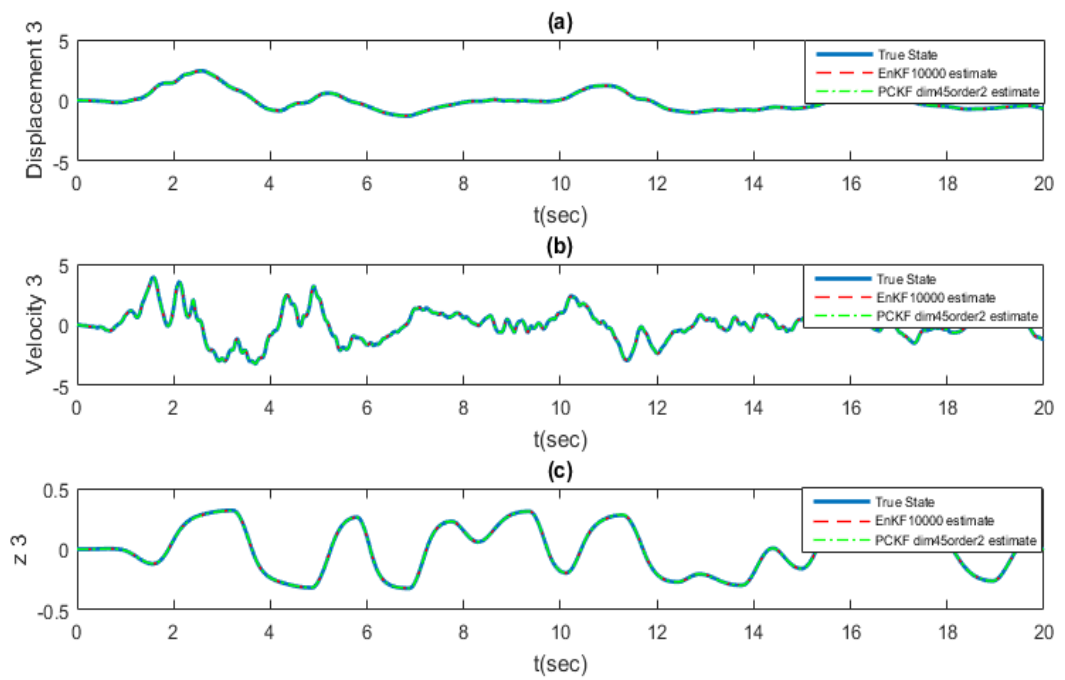 (a)
Displacement 3
5
0
-5
True State
EnKF10000 estimate
PCKF dim45order2 estimate
0 2 4 6 8 10 12 14 16 18 20
t(sec)
(b)
Velocity 3
5
0
-5
True State
EnKF10000 estimate
PCKF dim45order2 estimate
0 2 4 6 8 10 12 14 16 18 20
t(sec)
(c)
z 3
0.5
0
-0.5
True State
EnKF10000 estimate
PCKF dim45order2 estimate
0 2 4 6 8 10 12 14 16 18 20
t(sec)